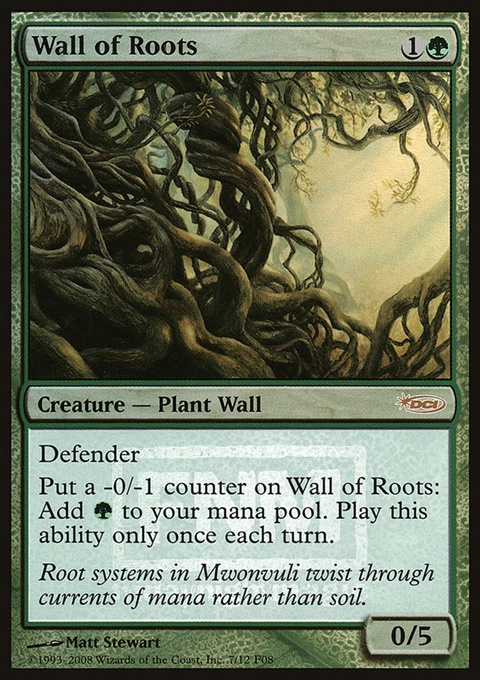 Wall of Roots 1
Creature — Plant Wall DCI
Defender
Put a -0/-1 counter on Wall of Roots:
Add to your mana pool. Play this
ability only once each turn.
Root systems in Mwonvuli twist through
currents of mana rather than soil.
FNM
Matt Stewart
0/5
©1993–2008 Wizards of the Coast, Inc. 7/12 F08